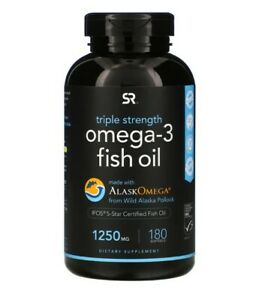 SR
triple strength
omega-3
fish oil
made with
ALASKOMEGA®
from Wild Alaska Pollock
IFOS® 5-Star Certified Fish Oil
1250 MG
180
SOFTGELS
DIETARY SUPPLEMENT